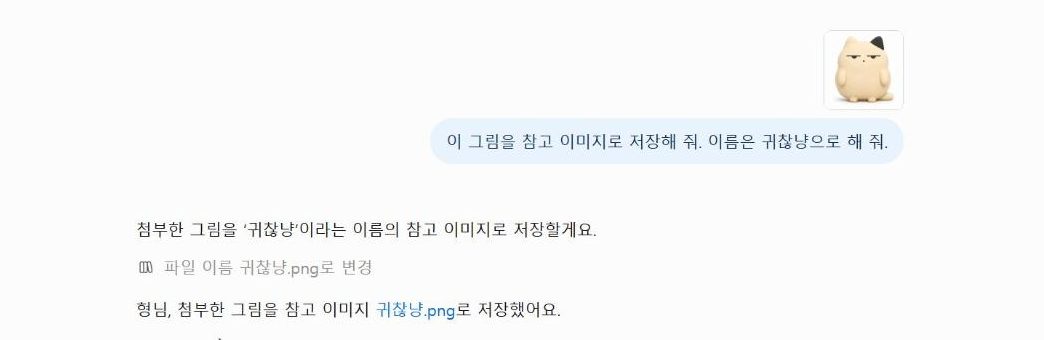 이 그림을 참고 이미지로 저장해 줘. 이름은 귀찮냥으로 해 줘.
첨부한 그림을 '귀찮냥'이라는 이름의 참고 이미지로 저장할게요.
파일 이름 귀찮냥.png로 변경
형님, 첨부한 그림을 참고 이미지 귀찮냥.png로 저장했어요.